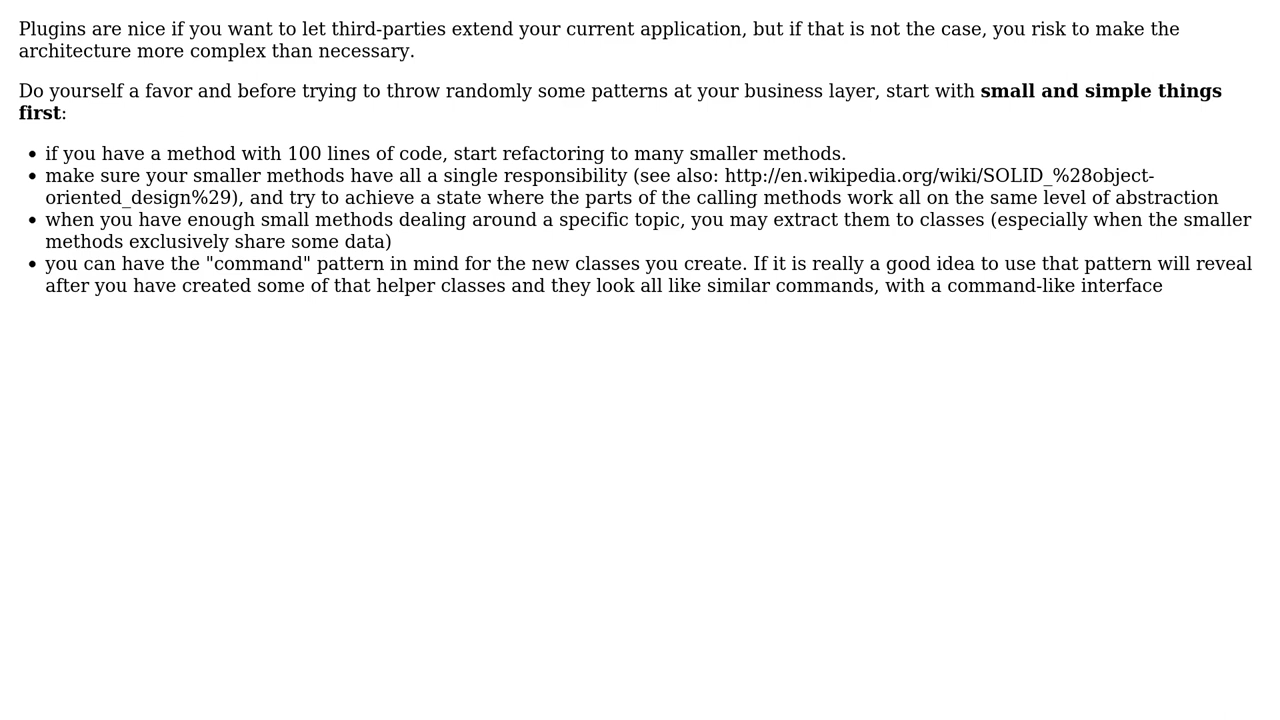 Plugins are nice if you want to let third-parties extend your current application, but if that is not the case, you risk to make the
architecture more complex than necessary.
Do yourself a favor and before trying to throw randomly some patterns at your business layer, start with small and simple things
first:
• if you have a method with 100 lines of code, start refactoring to many smaller methods.
• make sure your smaller methods have all a single responsibility (see also: http://en.wikipedia.org/wiki/SOLID_%28object-
oriented_design%29), and try to achieve a state where the parts of the calling methods work all on the same level of abstraction
• when you have enough small methods dealing around a specific topic, you may extract them to classes (especially when the smaller
methods exclusively share some data)
• you can have the "command" pattern in mind for the new classes you create. If it is really a good idea to use that pattern will reveal
after you have created some of that helper classes and they look all like similar commands, with a command-like interface